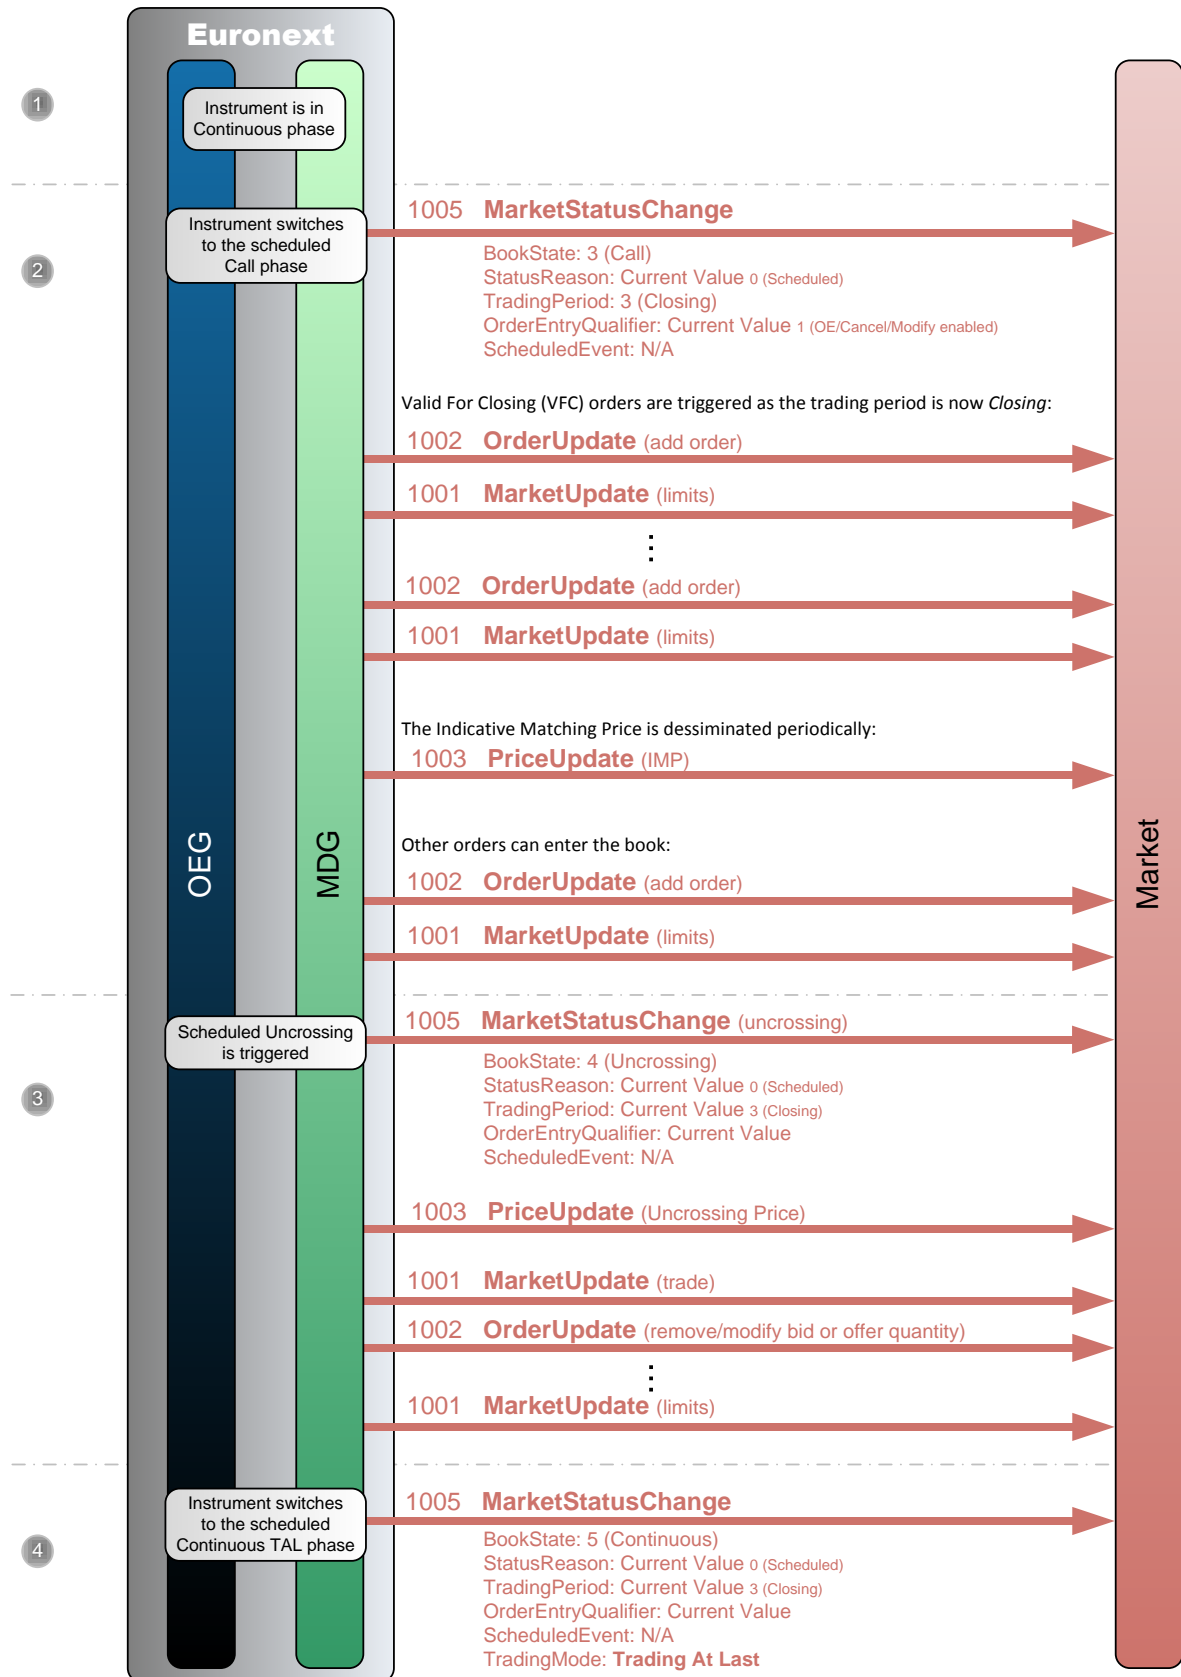 Euronext
1
Instrument is in
Continuous phase
2
Instrument switches
to the scheduled
Call phase
1005 MarketStatusChange
BookState: 3 (Call)
StatusReason: Current Value 0 (Scheduled)
TradingPeriod: 3 (Closing)
OrderEntryQualifier: Current Value 1 (OE/Cancel/Modify enabled)
ScheduledEvent: N/A
Valid For Closing (VFC) orders are triggered as the trading period is now Closing:
1002 OrderUpdate (add order)
1001 MarketUpdate (limits)
⋮
1002 OrderUpdate (add order)
1001 MarketUpdate (limits)
The Indicative Matching Price is dessiminated periodically:
1003 PriceUpdate (IMP)
OEG
MDG
Market
Other orders can enter the book:
1002 OrderUpdate (add order)
1001 MarketUpdate (limits)
3
Scheduled Uncrossing
is triggered
1005 MarketStatusChange (uncrossing)
BookState: 4 (Uncrossing)
StatusReason: Current Value 0 (Scheduled)
TradingPeriod: Current Value 3 (Closing)
OrderEntryQualifier: Current Value
ScheduledEvent: N/A
1003 PriceUpdate (Uncrossing Price)
1001 MarketUpdate (trade)
1002 OrderUpdate (remove/modify bid or offer quantity)
⋮
1001 MarketUpdate (limits)
4
Instrument switches
to the scheduled
Continuous TAL phase
1005 MarketStatusChange
BookState: 5 (Continuous)
StatusReason: Current Value 0 (Scheduled)
TradingPeriod: Current Value 3 (Closing)
OrderEntryQualifier: Current Value
ScheduledEvent: N/A
TradingMode: Trading At Last